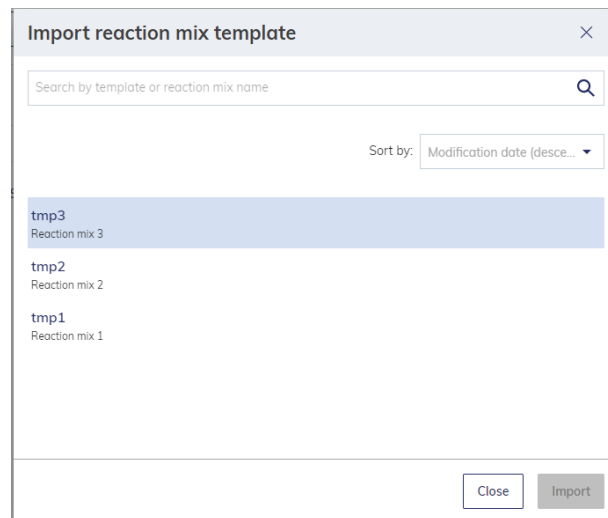 Import reaction mix template
Search by template or reaction mix name
Sort by: Modification date (desce...
tmp3
Reaction mix 3
tmp2
Reaction mix 2
tmp1
Reaction mix 1
Close Import